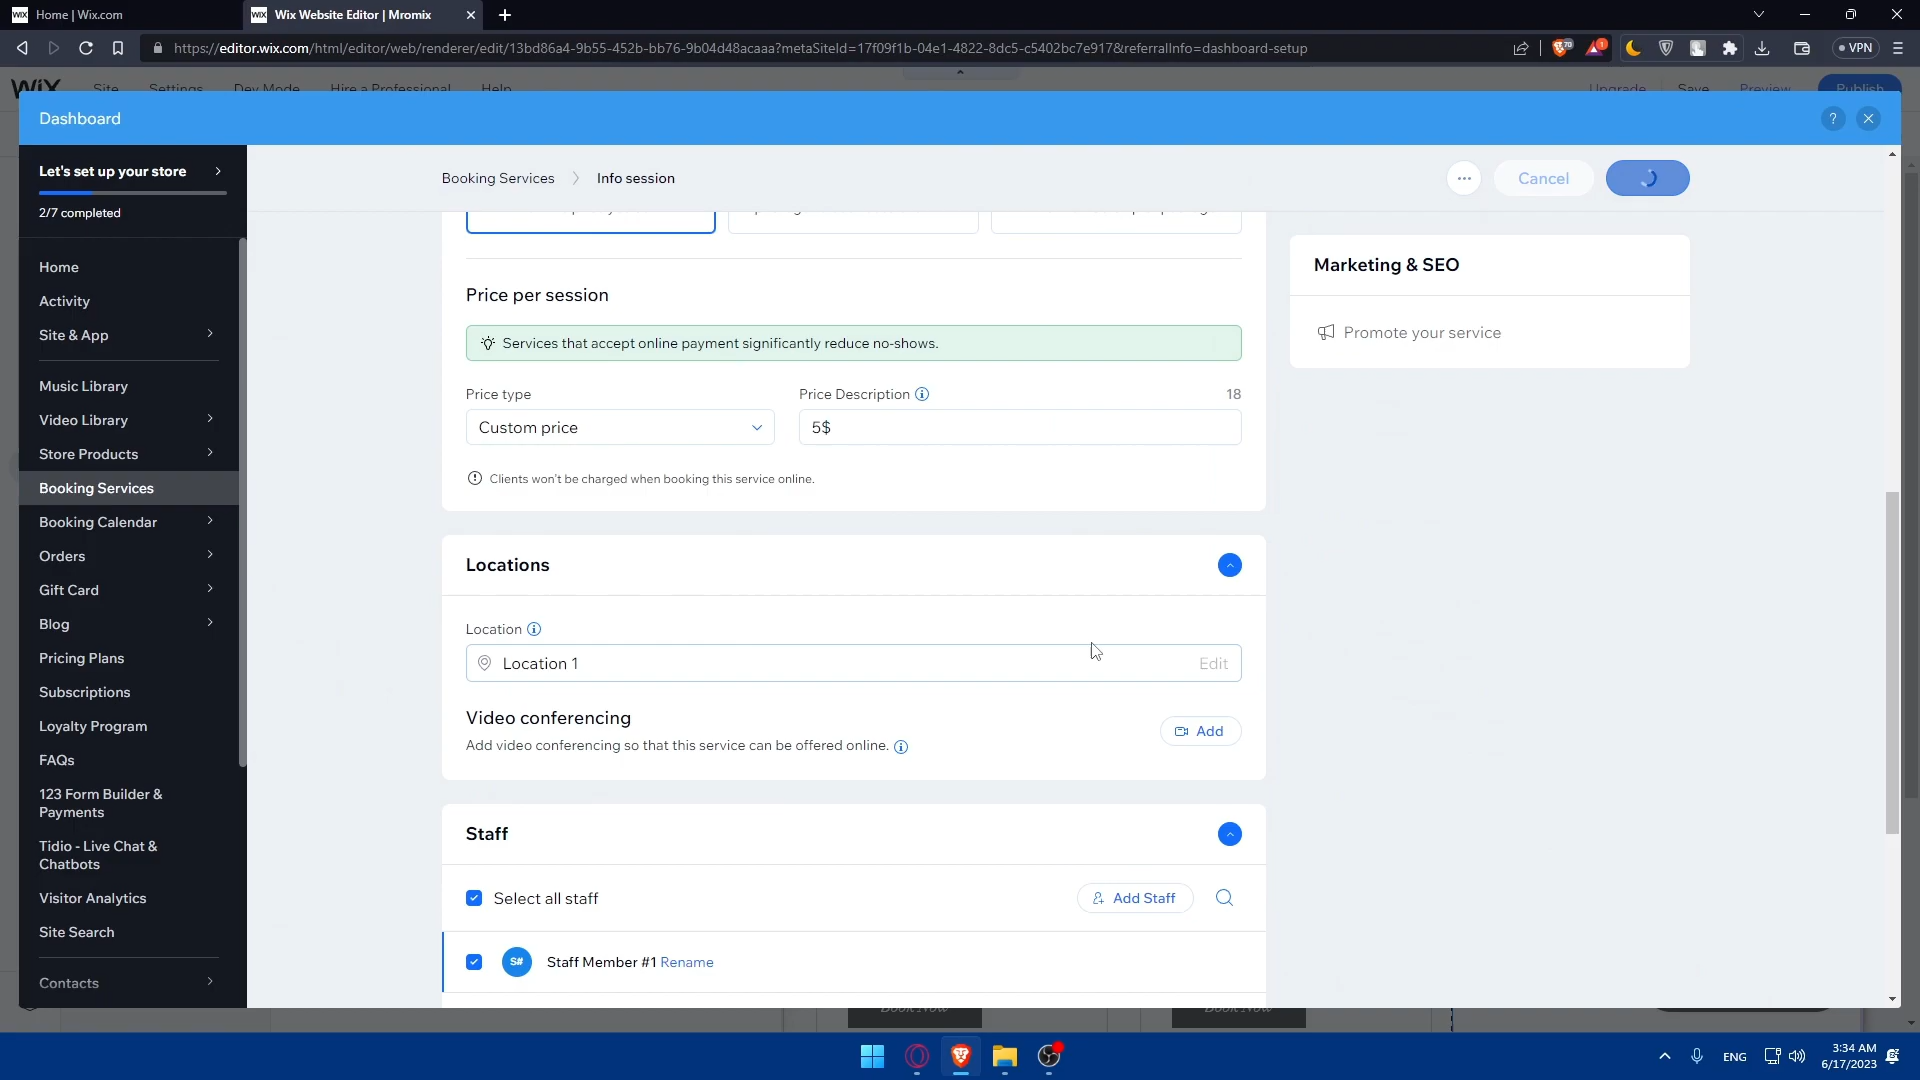 Home | Wix.com
Wix Website Editor | Mromix
https://editor.wix.com/html/editor/web/renderer/edit/13bd86a4-9b55-452b-bb76-9b04d48acaaa?metaSiteId=17f09f1b-04e1-4822-8dc5-c5402bc7e917&referralInfo=dashboard-setup
VPN
WiX Site Settings Dev Mode Hire a Professional Help Upgrade Save Preview Publish
Dashboard
Let's set up your store
2/7 completed
Home
Activity
Site & App
Music Library
Video Library
Store Products
Booking Services
Booking Calendar
Orders
Gift Card
Blog
Pricing Plans
Subscriptions
Loyalty Program
FAQs
123 Form Builder &
Payments
Tidio - Live Chat &
Chatbots
Visitor Analytics
Site Search
Contacts
Booking Services > Info session
Cancel
Price per session
Services that accept online payment significantly reduce no-shows.
Price type
Price Description
18
Custom price
5$
Clients won't be charged when booking this service online.
Locations
Location
Location 1
Edit
Video conferencing
Add video conferencing so that this service can be offered online.
Add
Staff
Select all staff
Add Staff
S#
Staff Member #1 Rename
Marketing & SEO
Promote your service
Book Now
Book Now
ENG
3:34 AM
6/17/2023